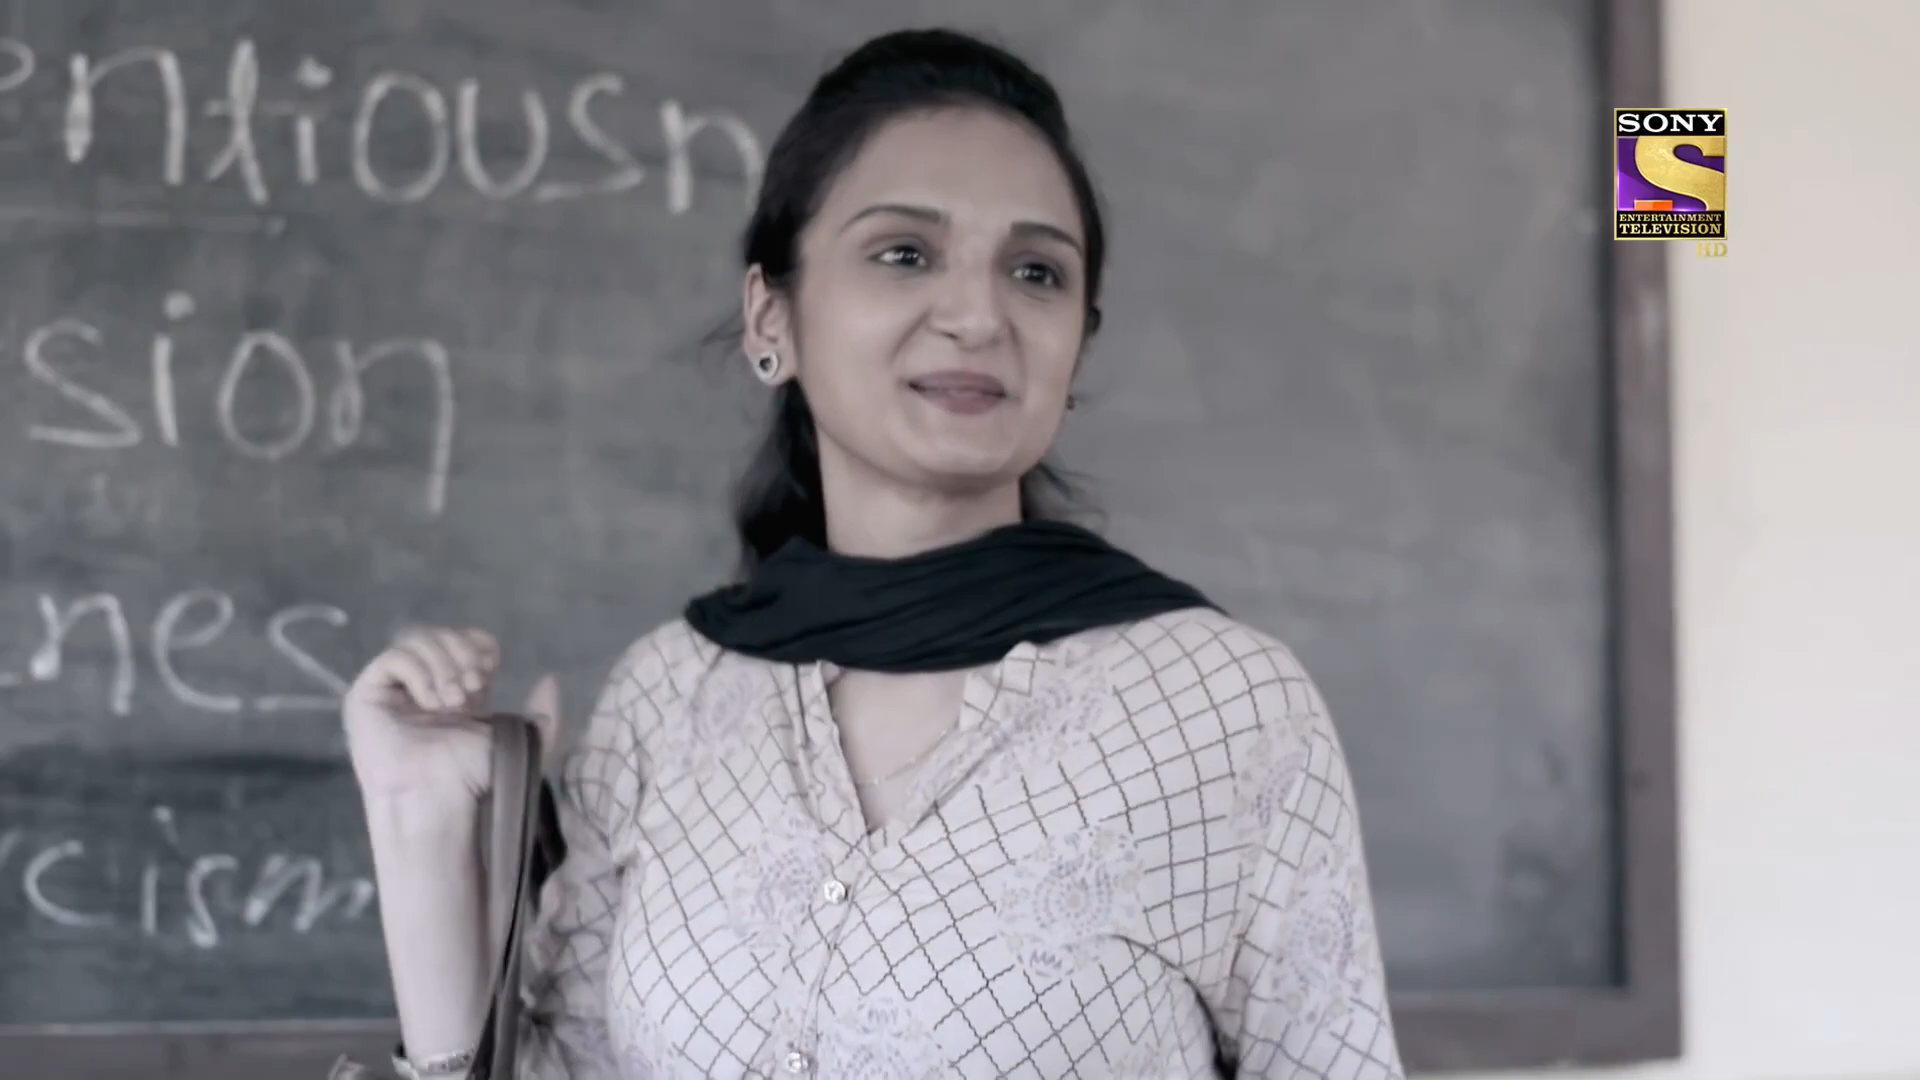 entiousn
sion
nes
cism
SONY
ENTERTAINMENT
TELEVISION
HD